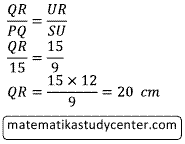 QR/PQ = UR/SU
QR/15 = 15/9
QR = (15 × 12)/9 = 20 cm
matematikastudycenter.com